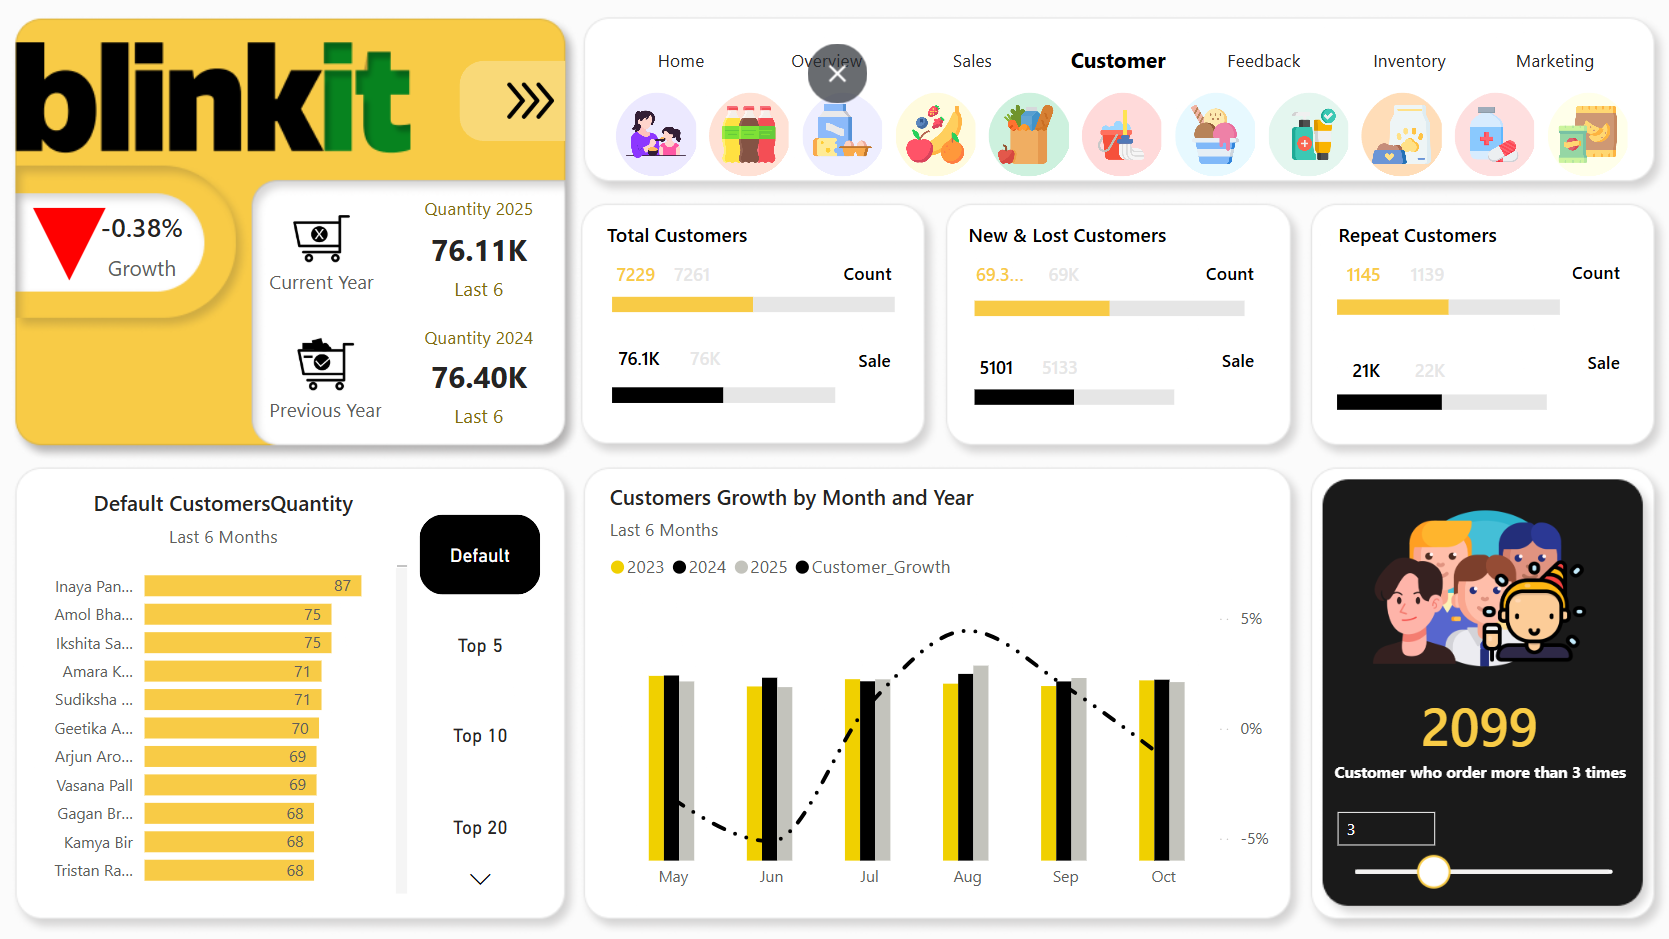 blinkit
-0.38%
Growth
Current Year
Quantity 2025
76.11K
Last 6
Previous Year
Quantity 2024
76.40K
Last 6
Home Overview Sales Customer Feedback Inventory Marketing
Total Customers
7229 7261 Count
76.1K 76K Sale
New & Lost Customers
69.3... 69K Count
5101 5133 Sale
Repeat Customers
1145 1139 Count
21K 22K Sale
Default CustomersQuantity
Last 6 Months
Inaya Pan... 87
Amol Bha... 75
Ikshita Sa... 75
Amara K... 71
Sudiksha ... 71
Geetika A... 70
Arjun Aro... 69
Vasana Pall 69
Gagan Br... 68
Kamya Bir 68
Tristan Ra... 68
Default
Top 5
Top 10
Top 20
Customers Growth by Month and Year
Last 6 Months
2023 2024 2025 Customer_Growth
5%
0%
-5%
May Jun Jul Aug Sep Oct
2099
Customer who order more than 3 times
3